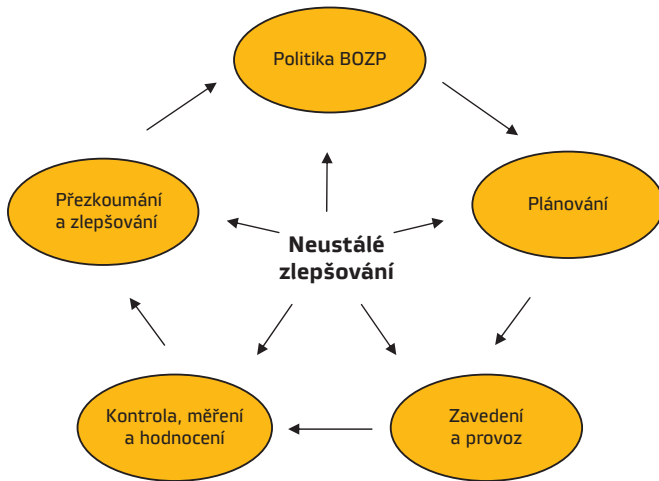 Politika BOZP
Plánování
Zavedení
a provoz
Kontrola, měření
a hodnocení
Přezkoumání
a zlepšování
Neustálé
zlepšování